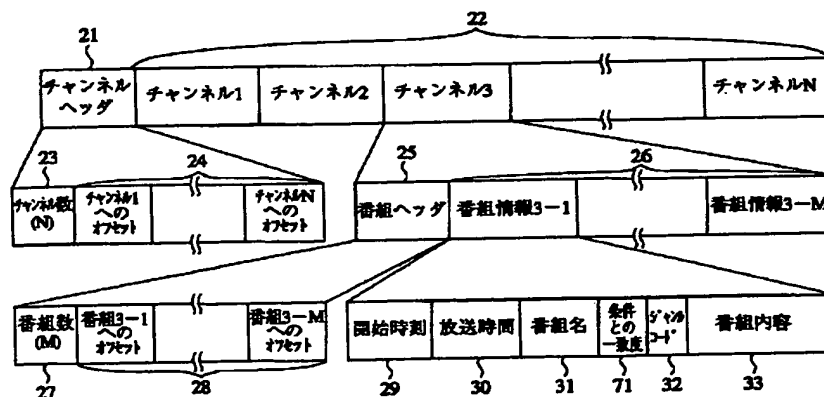 21
22
チャンネル
ヘッダ
チャンネル1
チャンネル2
チャンネル3
チャンネルN
23
24
25
26
チャンネル数
(N)
チャンネル1
への
オフセット
チャンネルN
への
オフセット
番組ヘッダ
番組情報3-1
番組情報3-M
番組数
(M)
番組3-1
への
オフセット
番組3-M
への
オフセット
開始時刻
放送時間
番組名
条件
との
一致度
ジャンル
コード
番組内容
27
28
29
30
31
71
32
33